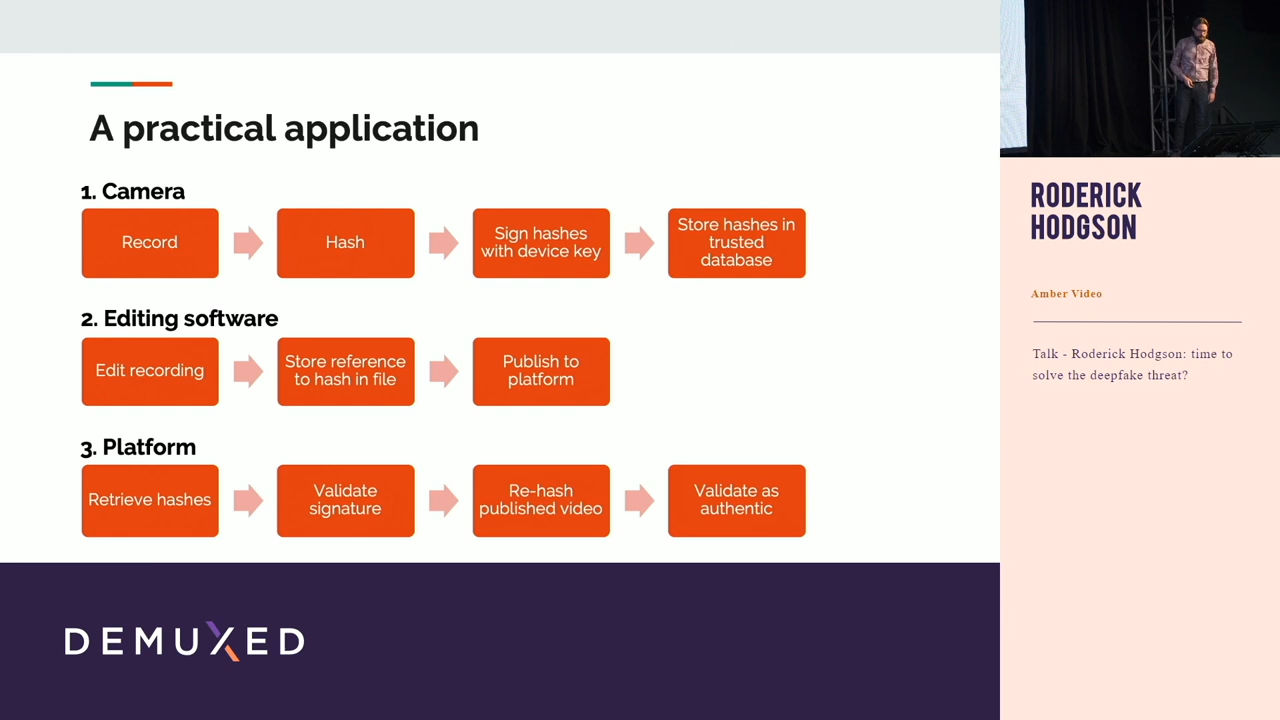 A practical application
1. Camera
Record
Hash
Sign hashes
with device key
Store hashes in
trusted
database
2. Editing software
Edit recording
Store reference
to hash in file
Publish to
platform
3. Platform
Retrieve hashes
Validate
signature
Re-hash
published video
Validate as
authentic
DEMUXED
RODERICK
HODGSON
Amber Video
Talk - Roderick Hodgson: time to
solve the deepfake threat?